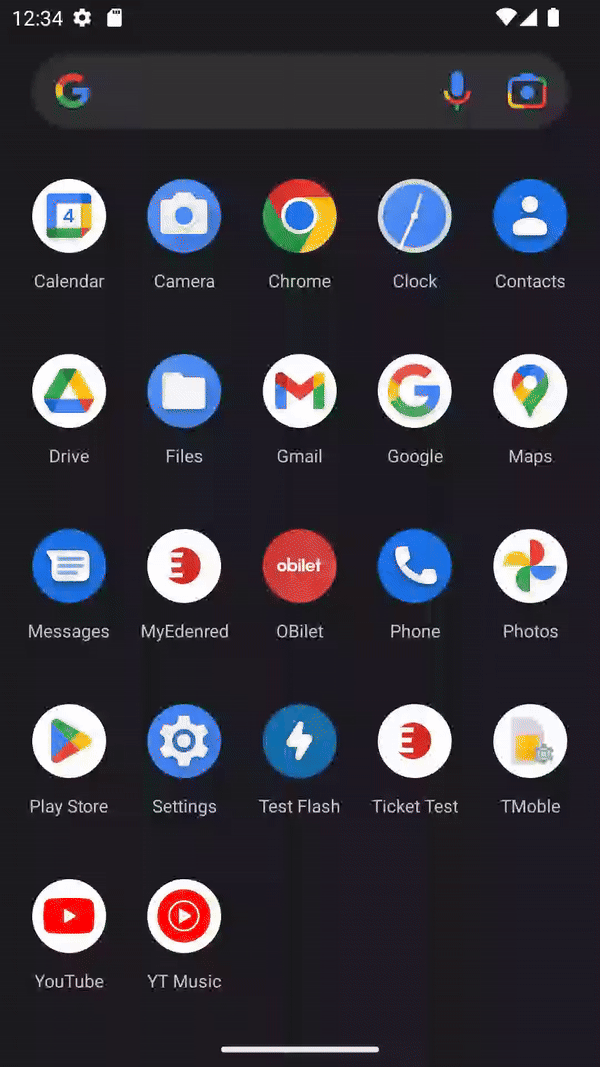 12:34
4
Calendar Camera Chrome Clock Contacts
Drive Files Gmail Google Maps
obilet
Messages MyEdenred OBilet Phone Photos
Play Store Settings Test Flash Ticket Test TMoble
YouTube YT Music